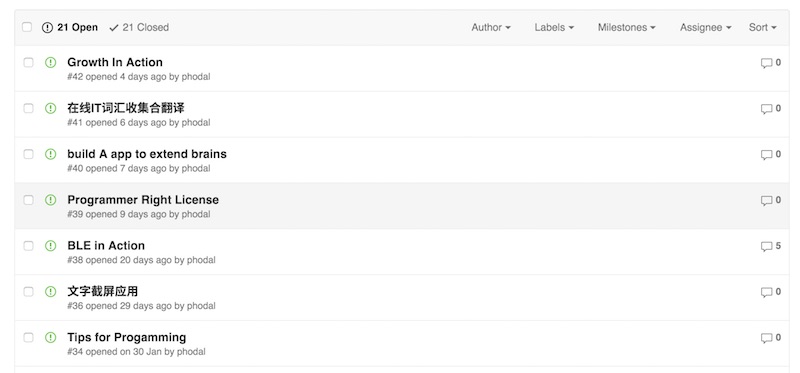 21 Open 21 Closed Author Labels Milestones Assignee Sort
Growth In Action 0
#42 opened 4 days ago by phodal
在线IT词汇收集合翻译 0
#41 opened 6 days ago by phodal
build A app to extend brains 0
#40 opened 7 days ago by phodal
Programmer Right License 0
#39 opened 9 days ago by phodal
BLE in Action 5
#38 opened 20 days ago by phodal
文字截屏应用 0
#36 opened 29 days ago by phodal
Tips for Progamming 0
#34 opened on 30 Jan by phodal